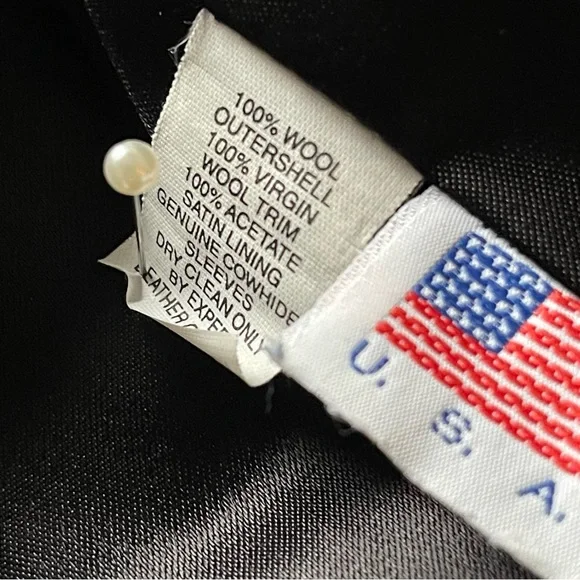 100% WOOL
OUTERSHELL
100% VIRGIN
WOOL TRIM
100% ACETATE
SATIN LINING
GENUINE COWHIDE
SLEEVES
DRY CLEAN ONLY
BY
U. S. A.